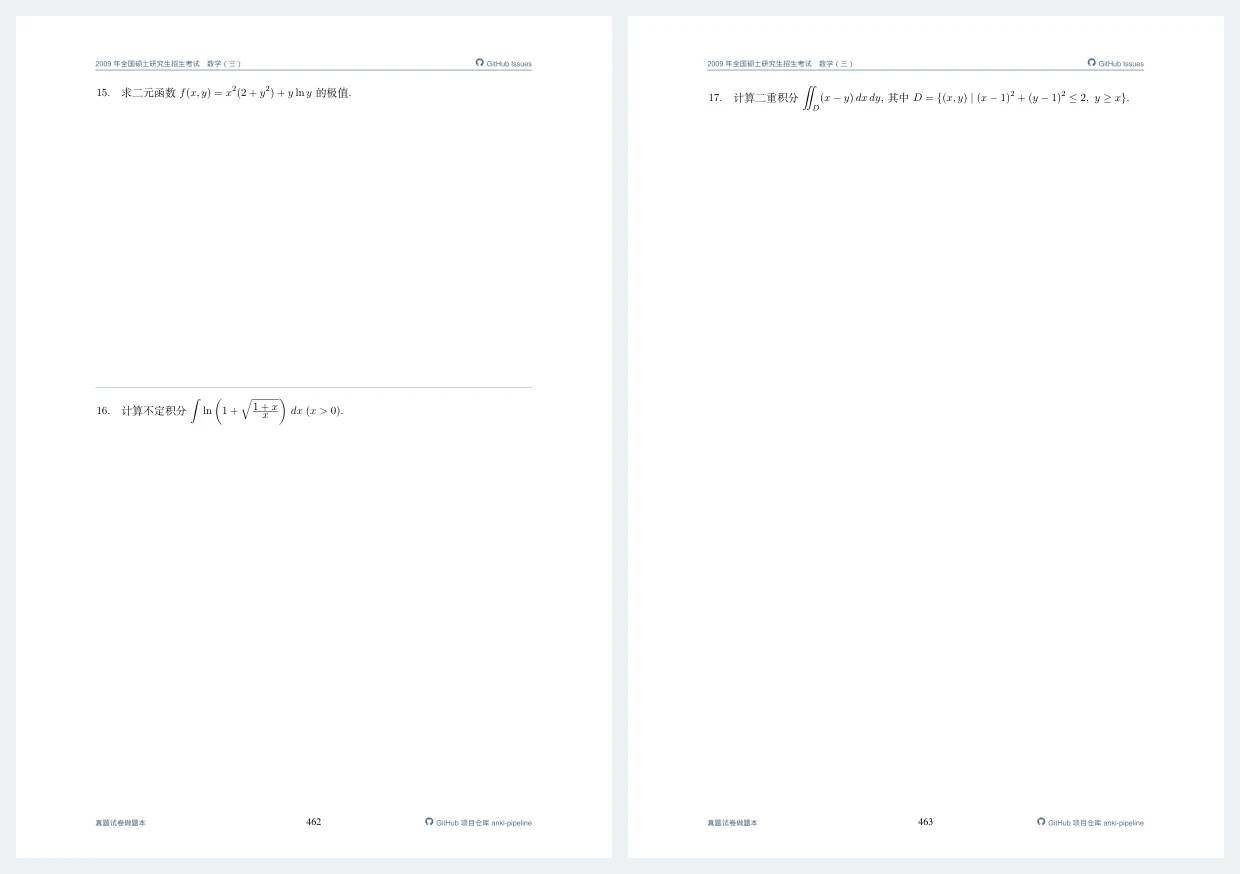 2009 年全国硕士研究生招生考试　数学（三） GitHub Issues
15. 求二元函数 f(x, y) = x²(2 + y²) + y ln y 的极值.
16. 计算不定积分 ∫ ln(1 + √((1 + x)/x)) dx (x > 0).
真题试卷做题本 462 GitHub 项目仓库 anki-pipeline
2009 年全国硕士研究生招生考试　数学（三） GitHub Issues
17. 计算二重积分 ∬_D (x − y) dx dy, 其中 D = {(x, y) | (x − 1)² + (y − 1)² ≤ 2, y ≥ x}.
真题试卷做题本 463 GitHub 项目仓库 anki-pipeline